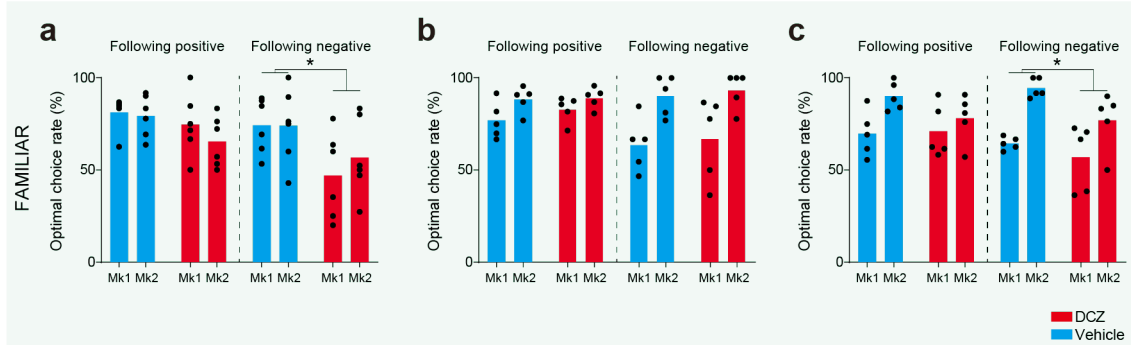 a
Following positive
Following negative
*
FAMILIAR
Optimal choice rate (%)
100
50
0
Mk1 Mk2 Mk1 Mk2 Mk1 Mk2 Mk1 Mk2
b
Following positive
Following negative
Optimal choice rate (%)
100
50
0
Mk1 Mk2 Mk1 Mk2 Mk1 Mk2 Mk1 Mk2
c
Following positive
Following negative
*
Optimal choice rate (%)
100
50
0
Mk1 Mk2 Mk1 Mk2 Mk1 Mk2 Mk1 Mk2
DCZ
Vehicle